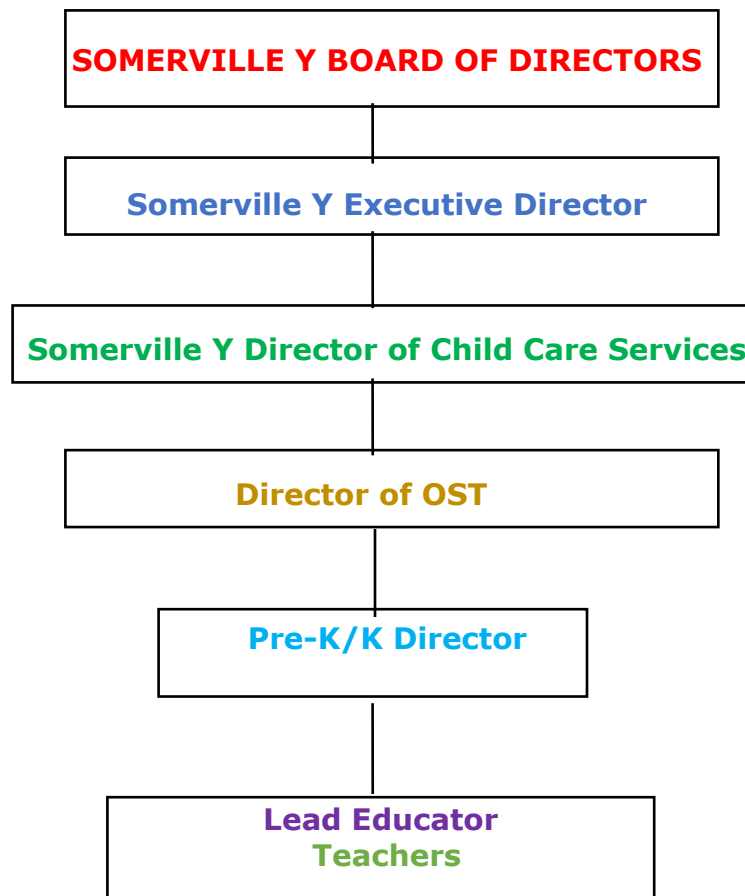 SOMERVILLE Y BOARD OF DIRECTORS
Somerville Y Executive Director
Somerville Y Director of Child Care Services
Director of OST
Pre-K/K Director
Lead Educator
Teachers